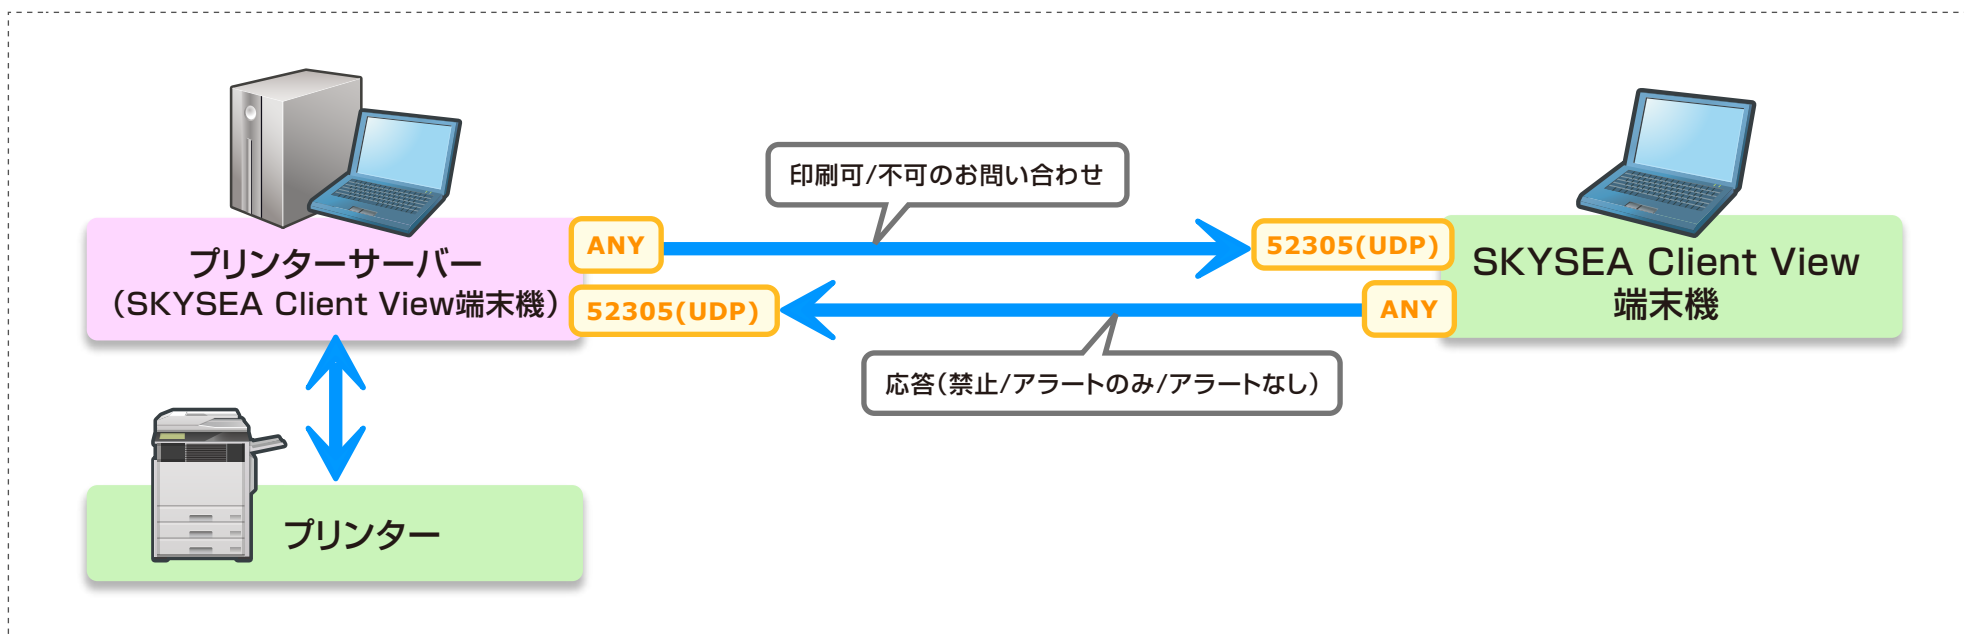 印刷可/不可のお問い合わせ
ANY
52305(UDP)
プリンターサーバー
（SKYSEA Client View端末機）
SKYSEA Client View
端末機
52305(UDP)
ANY
応答（禁止/アラートのみ/アラートなし）
プリンター